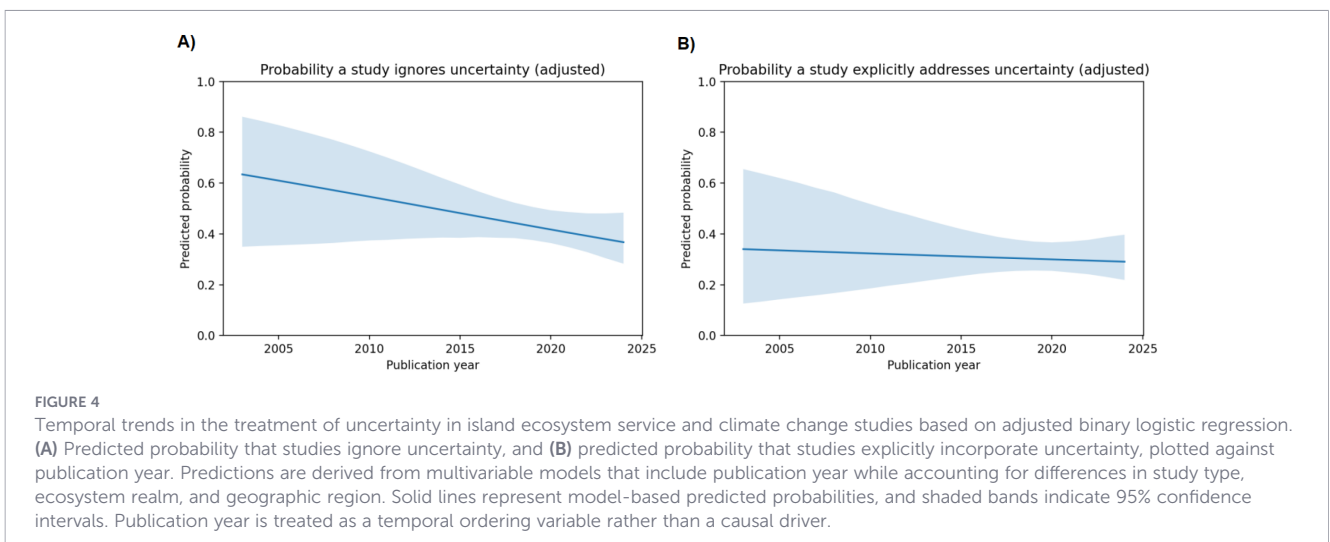 A)
B)
Probability a study ignores uncertainty (adjusted)
Probability a study explicitly addresses uncertainty (adjusted)
1.0
0.8
0.6
0.4
0.2
0.0
Predicted probability
2005
2010
2015
2020
2025
Publication year
1.0
0.8
0.6
0.4
0.2
0.0
Predicted probability
2005
2010
2015
2020
2025
Publication year
FIGURE 4
Temporal trends in the treatment of uncertainty in island ecosystem service and climate change studies based on adjusted binary logistic regression.
(A) Predicted probability that studies ignore uncertainty, and (B) predicted probability that studies explicitly incorporate uncertainty, plotted against
publication year. Predictions are derived from multivariable models that include publication year while accounting for differences in study type,
ecosystem realm, and geographic region. Solid lines represent model-based predicted probabilities, and shaded bands indicate 95% confidence
intervals. Publication year is treated as a temporal ordering variable rather than a causal driver.